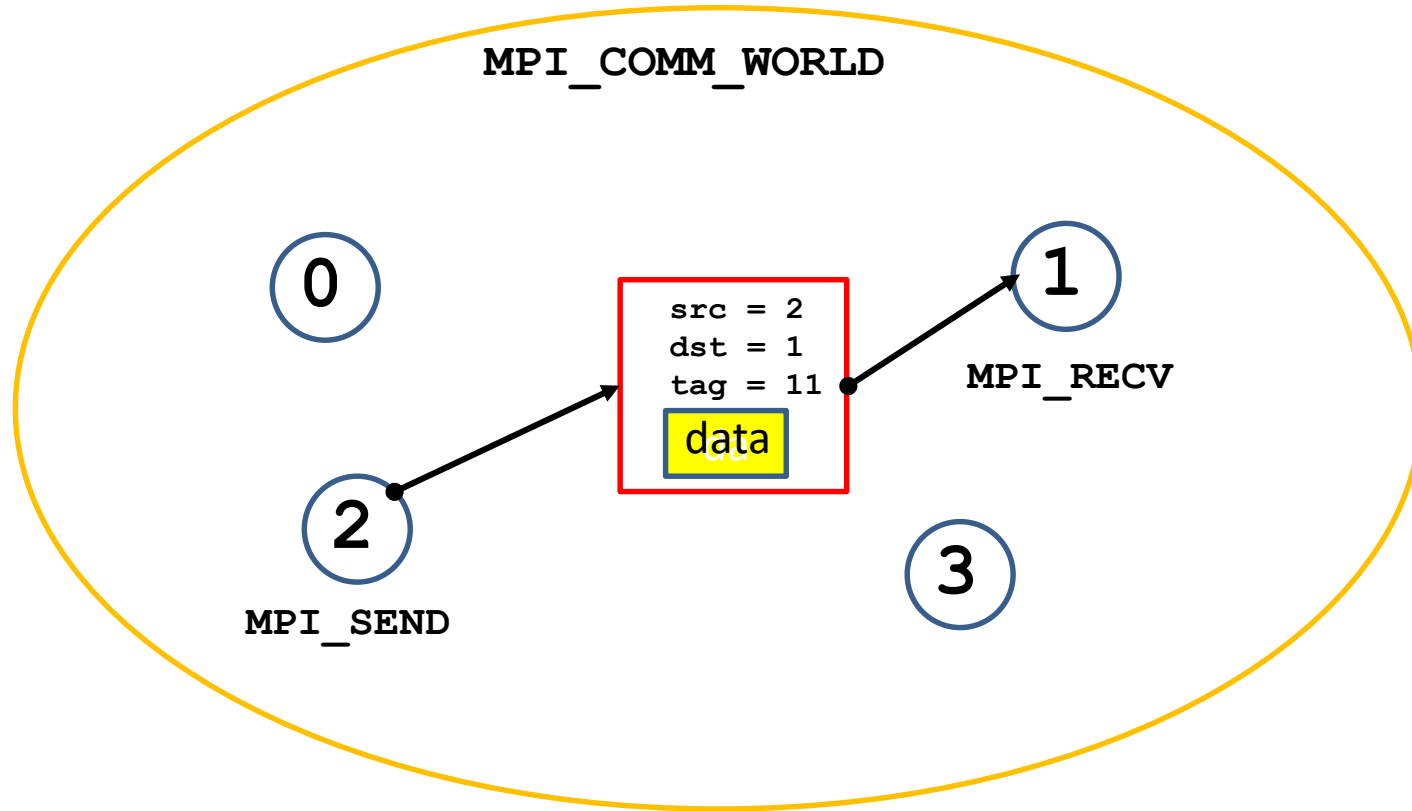 MPI_COMM_WORLD
0
1
src = 2
dst = 1
tag = 11
data
MPI_RECV
2
3
MPI_SEND